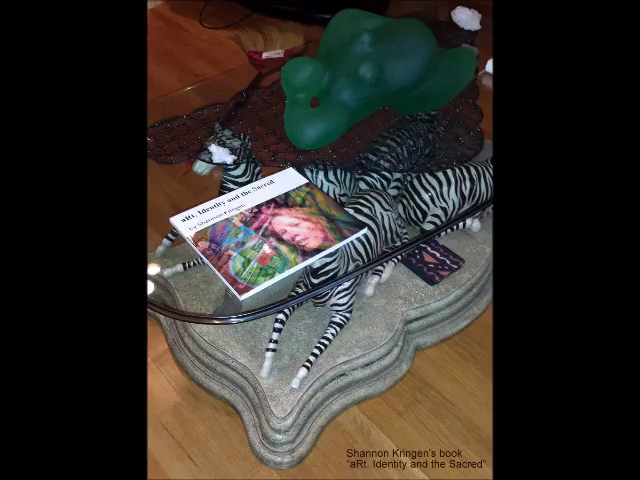 aRt. Identity and the Sacred
by Shannon Kringen
Shannon Kringen's book
"aRt. Identity and the Sacred"